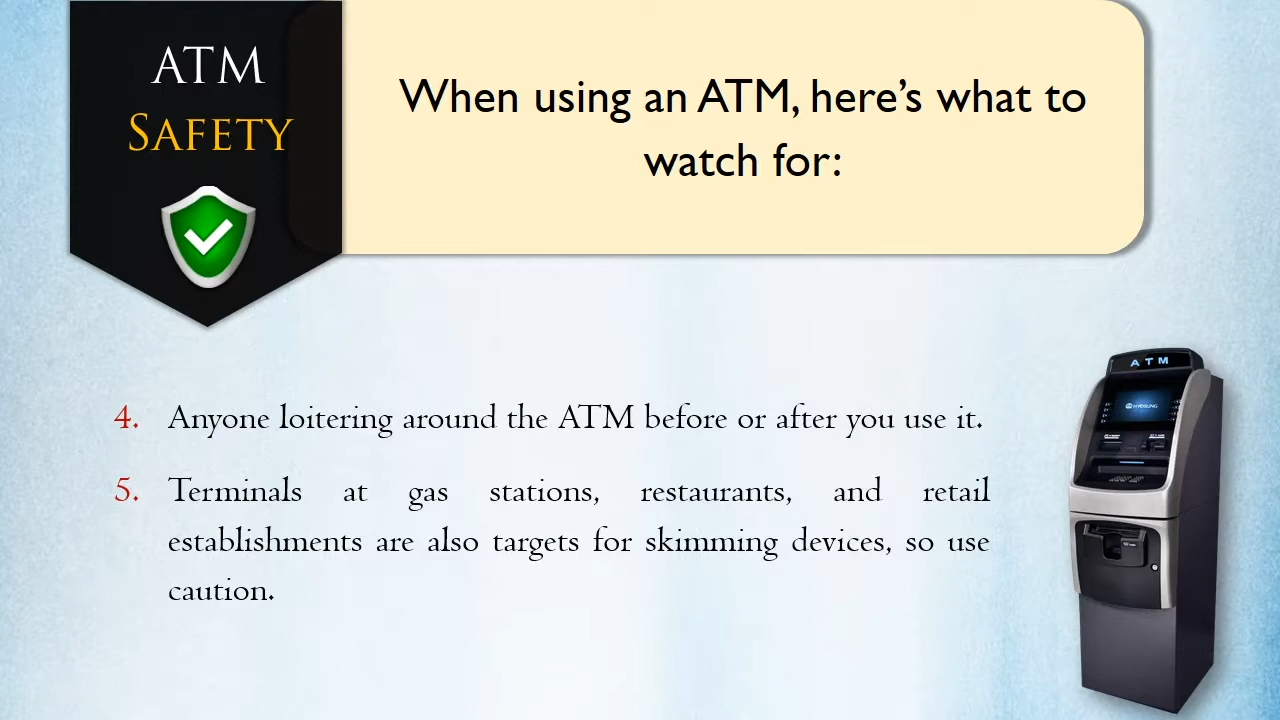 ATM
SAFETY
When using an ATM, here's what to
watch for:
4. Anyone loitering around the ATM before or after you use it.
5. Terminals at gas stations, restaurants, and retail
establishments are also targets for skimming devices, so use
caution.
ATM